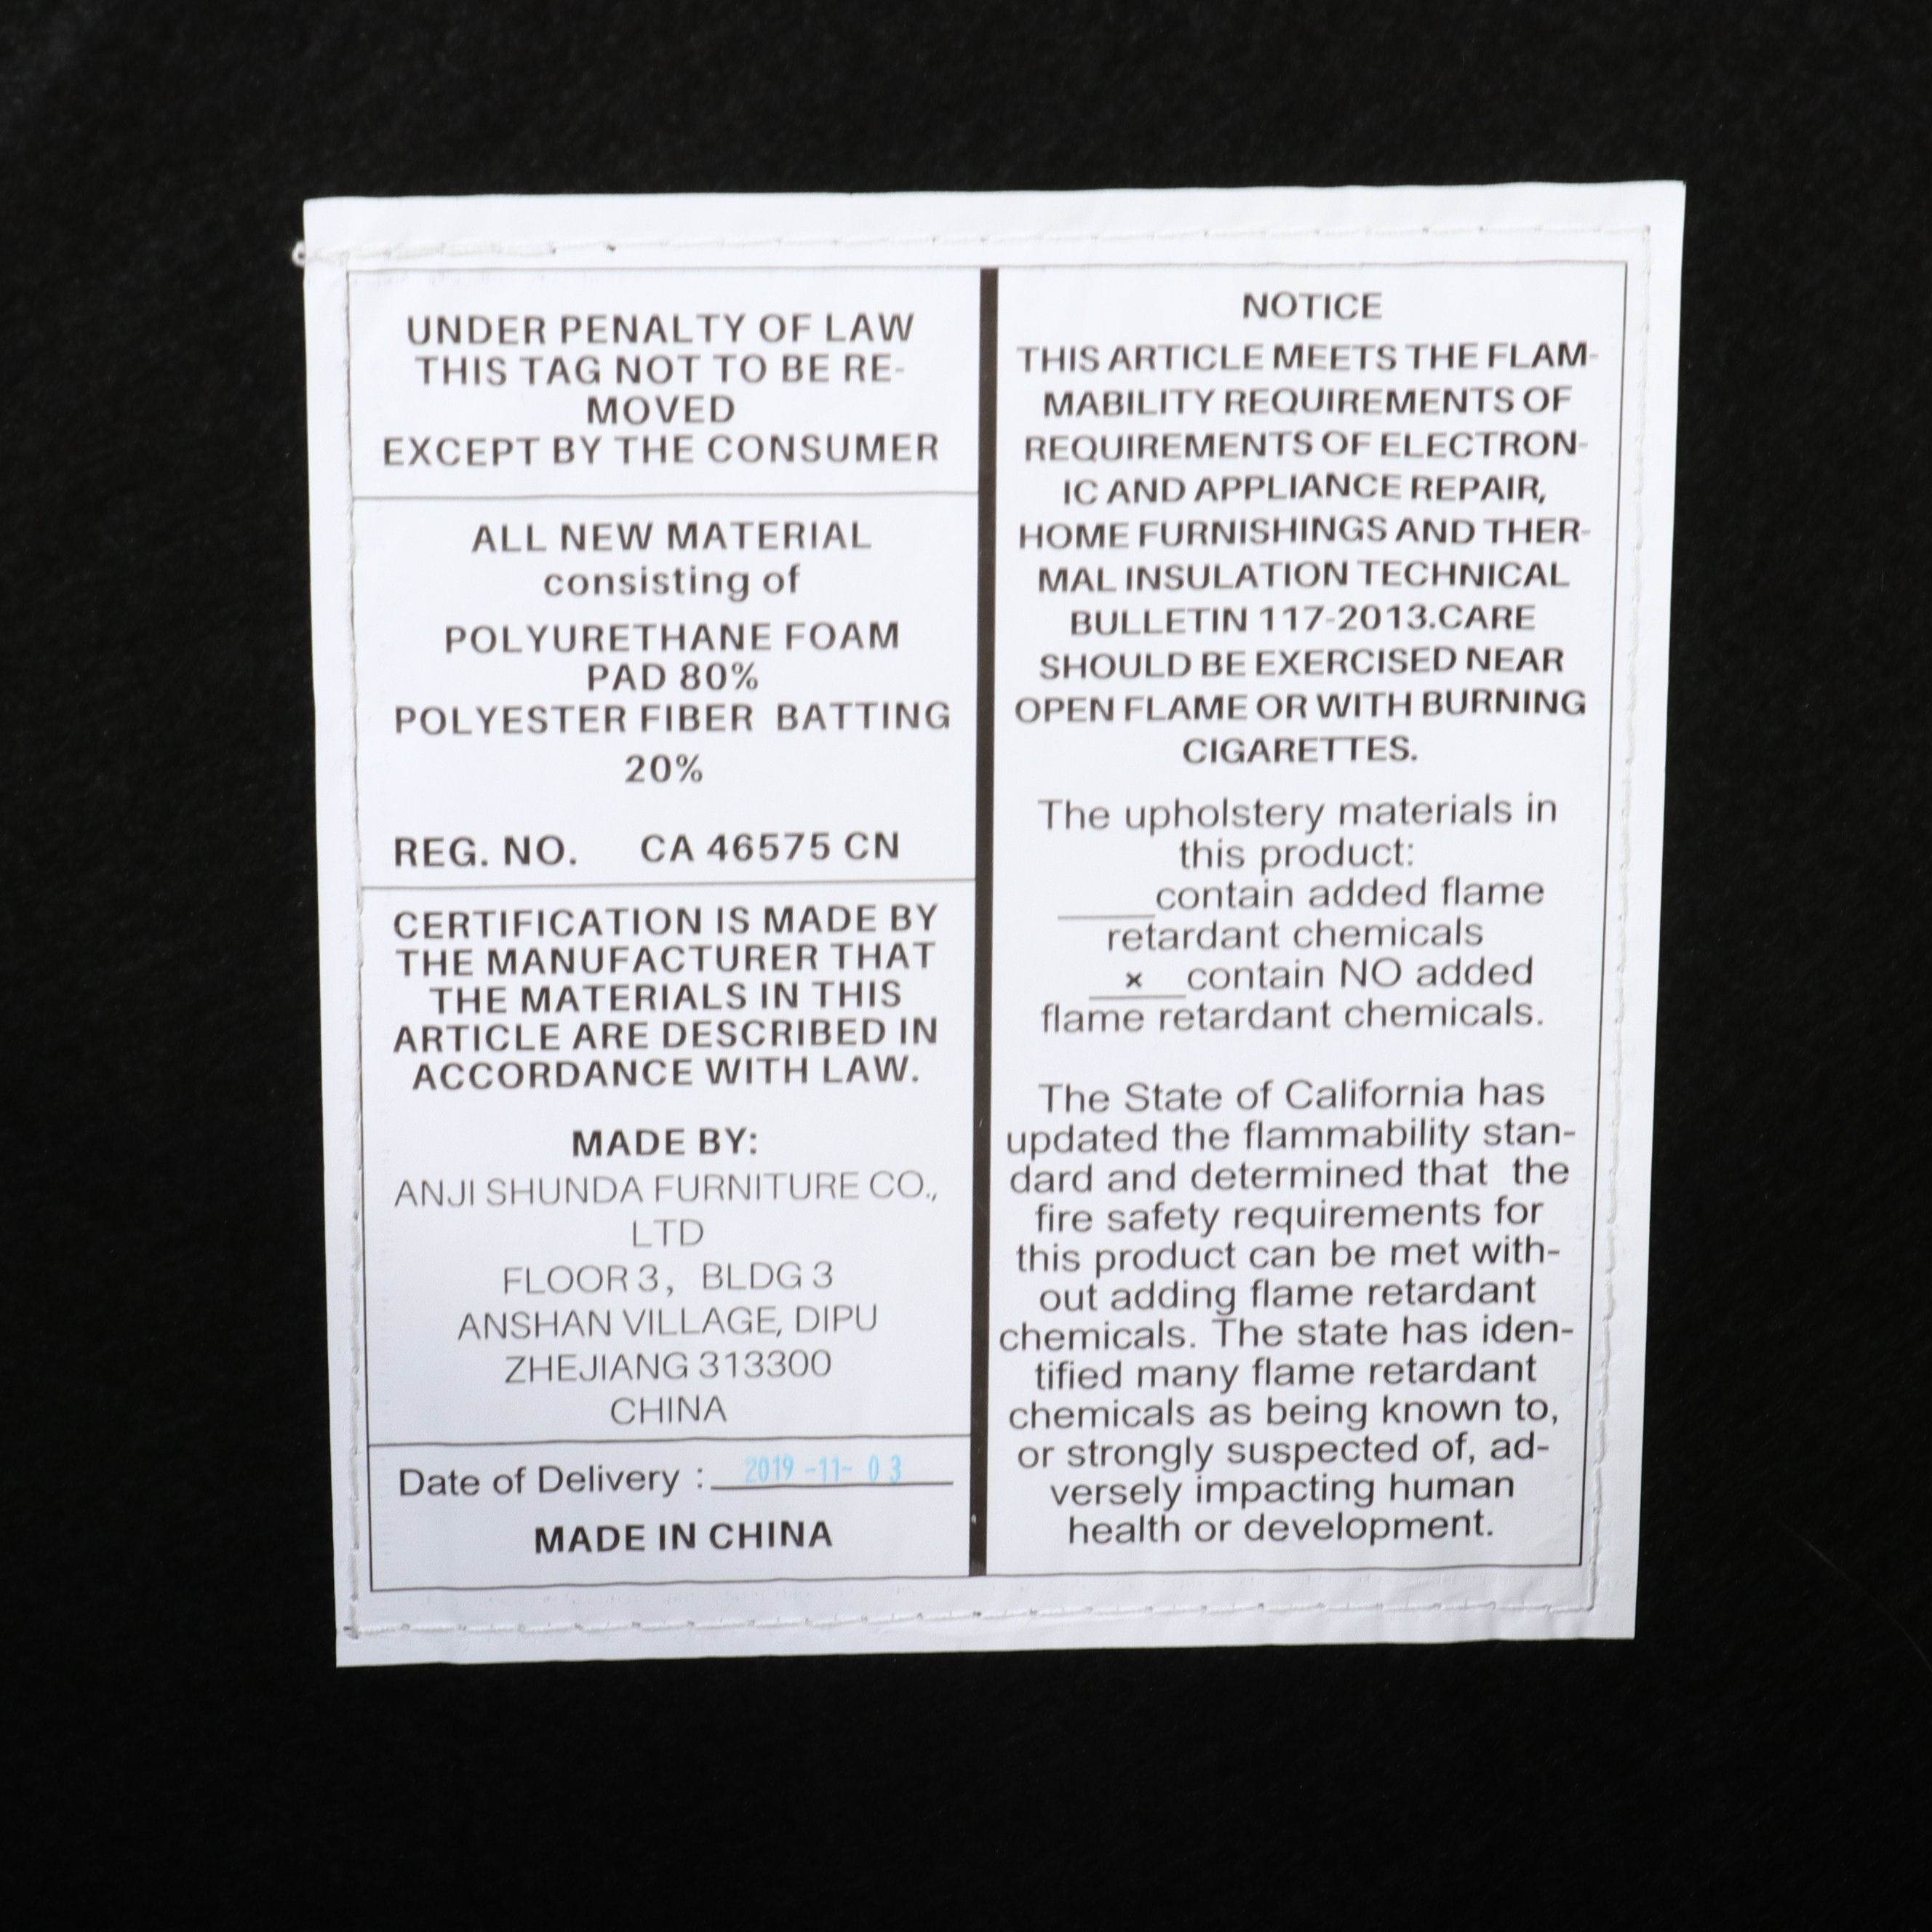 UNDER PENALTY OF LAW
THIS TAG NOT TO BE RE-
MOVED
EXCEPT BY THE CONSUMER
ALL NEW MATERIAL
consisting of
POLYURETHANE FOAM
PAD 80%
POLYESTER FIBER BATTING
20%
REG. NO. CA 46575 CN
CERTIFICATION IS MADE BY
THE MANUFACTURER THAT
THE MATERIALS IN THIS
ARTICLE ARE DESCRIBED IN
ACCORDANCE WITH LAW.
MADE BY:
ANJI SHUNDA FURNITURE CO.,
LTD
FLOOR 3, BLDG 3
ANSHAN VILLAGE, DIPU
ZHEJIANG 313300
CHINA
Date of Delivery : 2019 -11- 03
MADE IN CHINA
NOTICE
THIS ARTICLE MEETS THE FLAM-
MABILITY REQUIREMENTS OF
REQUIREMENTS OF ELECTRON-
IC AND APPLIANCE REPAIR,
HOME FURNISHINGS AND THER-
MAL INSULATION TECHNICAL
BULLETIN 117-2013.CARE
SHOULD BE EXERCISED NEAR
OPEN FLAME OR WITH BURNING
CIGARETTES.
The upholstery materials in
this product:
_____contain added flame
retardant chemicals
__x__contain NO added
flame retardant chemicals.
The State of California has
updated the flammability stan-
dard and determined that the
fire safety requirements for
this product can be met with-
out adding flame retardant
chemicals. The state has iden-
tified many flame retardant
chemicals as being known to,
or strongly suspected of, ad-
versely impacting human
health or development.